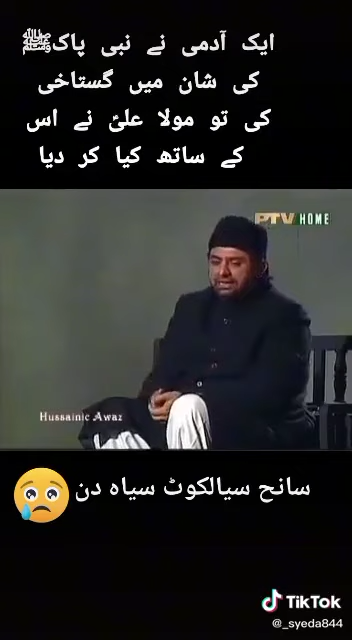 ایک آدمی نے نبی پاکﷺ
کی شان میں گستاخی
کی تو مولا علیؑ نے اس
کے ساتھ کیا کر دیا
PTV HOME
Hussainic Awaz
سانح سیالکوٹ سیاہ دن
TikTok
@_syeda844